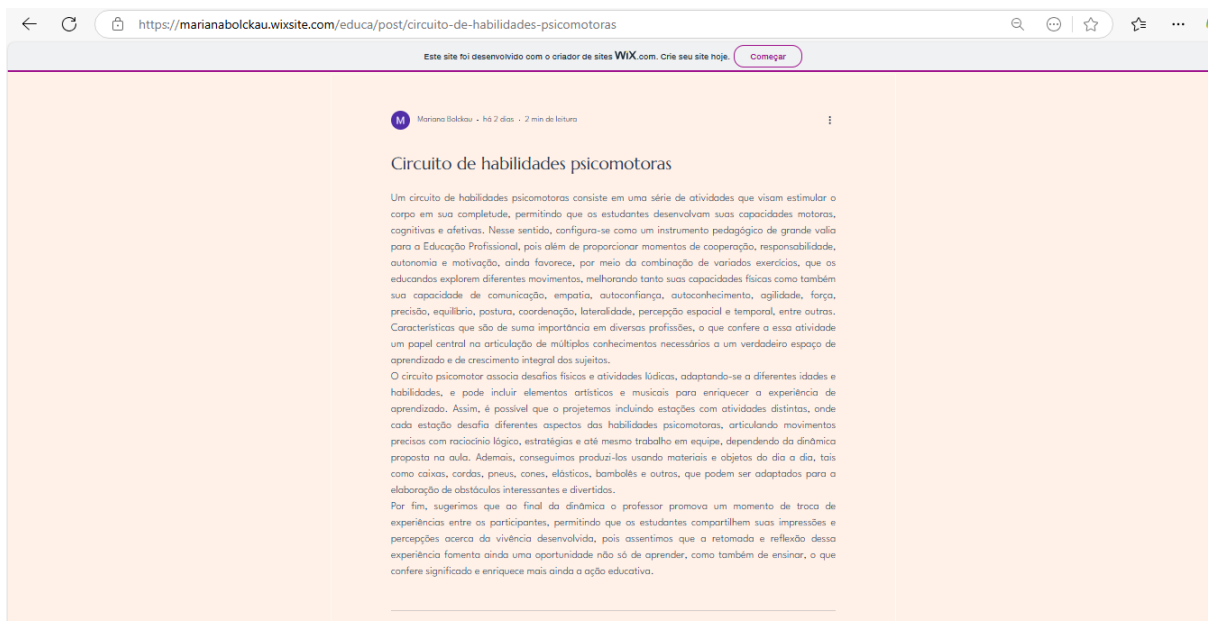 https://marianabolckau.wixsite.com/educa/post/circuito-de-habilidades-psicomotoras
Este site foi desenvolvido com o criador de sites WiX.com. Crie seu site hoje. Começar
M Mariana Bolckau • há 2 dias • 2 min de leitura
Circuito de habilidades psicomotoras
Um circuito de habilidades psicomotoras consiste em uma série de atividades que visam estimular o
corpo em sua completude, permitindo que os estudantes desenvolvam suas capacidades motoras,
cognitivas e afetivas. Nesse sentido, configura-se como um instrumento pedagógico de grande valia
para a Educação Profissional, pois além de proporcionar momentos de cooperação, responsabilidade,
autonomia e motivação, ainda favorece, por meio da combinação de variados exercícios, que os
educandos explorem diferentes movimentos, melhorando tanto suas capacidades físicas como também
sua capacidade de comunicação, empatia, autoconfiança, autoconhecimento, agilidade, força,
precisão, equilíbrio, postura, coordenação, lateralidade, percepção espacial e temporal, entre outras.
Características que são de suma importância em diversas profissões, o que confere a essa atividade
um papel central na articulação de múltiplos conhecimentos necessários a um verdadeiro espaço de
aprendizado e de crescimento integral dos sujeitos.
O circuito psicomotor associa desafios físicos e atividades lúdicas, adaptando-se a diferentes idades e
habilidades, e pode incluir elementos artísticos e musicais para enriquecer a experiência de
aprendizado. Assim, é possível que o projetemos incluindo estações com atividades distintas, onde
cada estação desafia diferentes aspectos das habilidades psicomotoras, articulando movimentos
precisos com raciocínio lógico, estratégias e até mesmo trabalho em equipe, dependendo da dinâmica
proposta na aula. Ademais, conseguimos produzi-los usando materiais e objetos do dia a dia, tais
como caixas, cordas, pneus, cones, elásticos, bambolês e outros, que podem ser adaptados para a
elaboração de obstáculos interessantes e divertidos.
Por fim, sugerimos que ao final da dinâmica o professor promova um momento de troca de
experiências entre os participantes, permitindo que os estudantes compartilhem suas impressões e
percepções acerca da vivência desenvolvida, pois assentimos que a retomada e reflexão dessa
experiência fomenta ainda uma oportunidade não só de aprender, como também de ensinar, o que
confere significado e enriquece mais ainda a ação educativa.